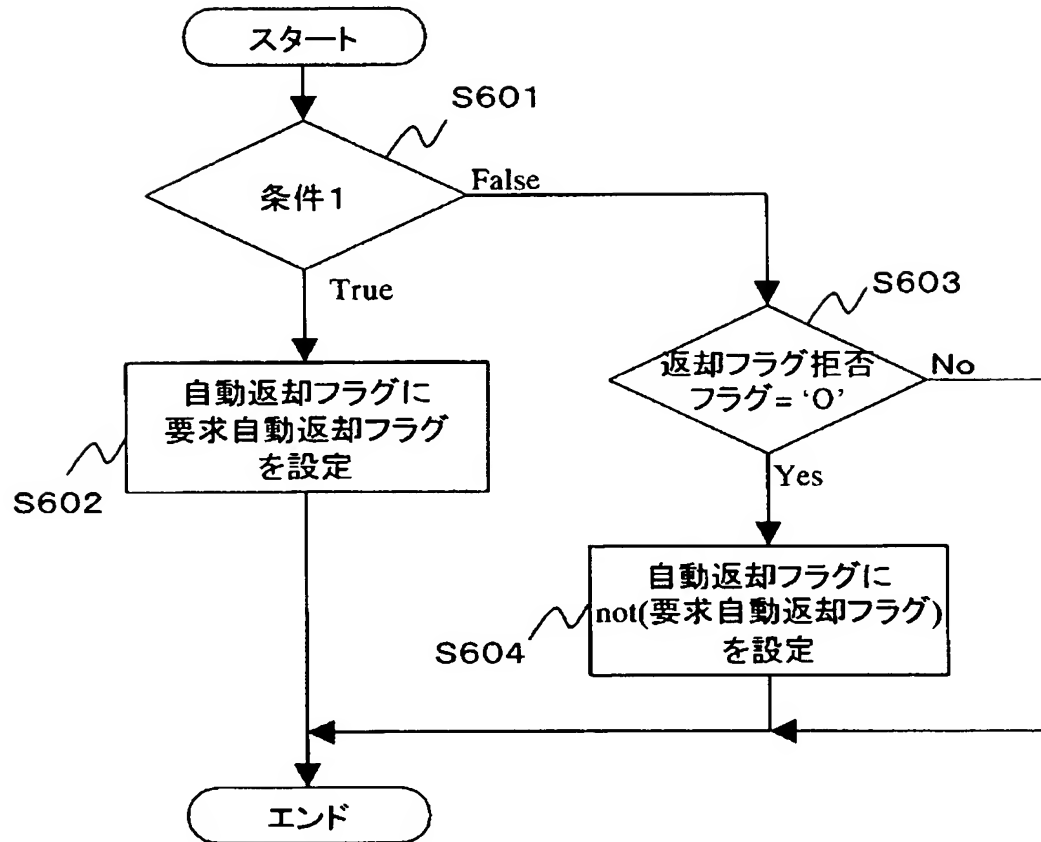 スタート
S601
条件1
False
True
S603
返却フラグ拒否
フラグ= ‘0’
No
自動返却フラグに
要求自動返却フラグ
を設定
S602
Yes
自動返却フラグに
not(要求自動返却フラグ)
を設定
S604
エンド